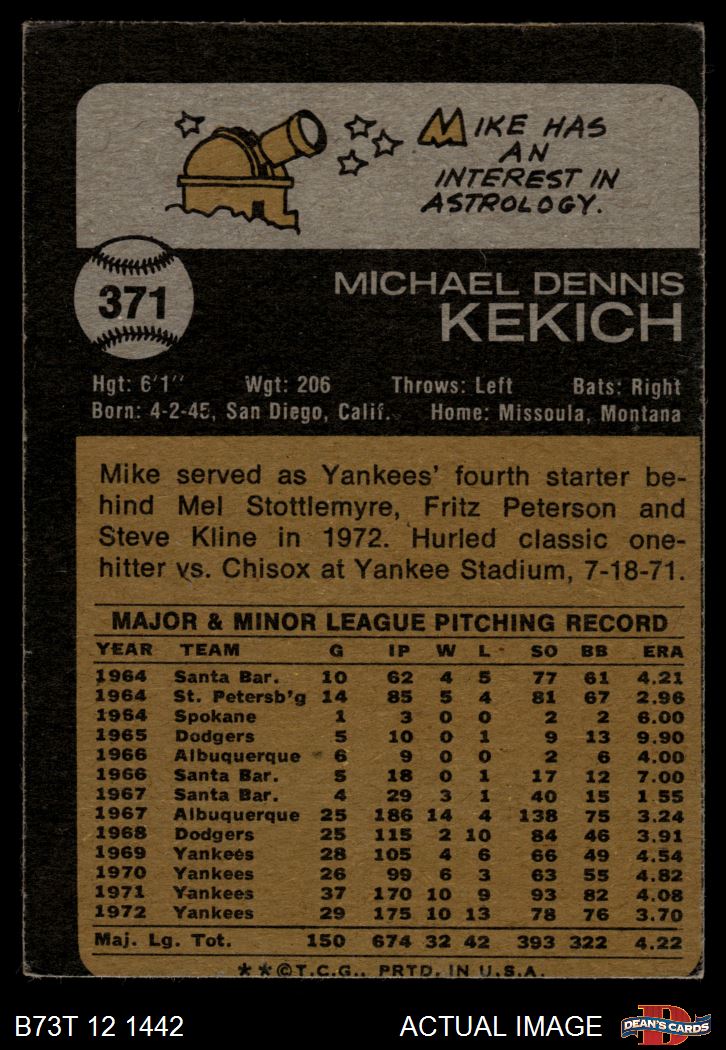 MIKE HAS
AN
INTEREST IN
ASTROLOGY.
371
MICHAEL DENNIS
KEKICH
Hgt: 6'1" Wgt: 206 Throws: Left Bats: Right
Born: 4-2-45, San Diego, Calif. Home: Missoula, Montana
Mike served as Yankees' fourth starter be-
hind Mel Stottlemyre, Fritz Peterson and
Steve Kline in 1972. Hurled classic one-
hitter vs. Chisox at Yankee Stadium, 7-18-71.
MAJOR & MINOR LEAGUE PITCHING RECORD
YEAR TEAM G IP W L SO BB ERA
1964 Santa Bar. 10 62 4 5 77 61 4.21
1964 St. Petersb'g 14 85 5 4 81 67 2.96
1964 Spokane 1 3 0 0 2 2 6.00
1965 Dodgers 5 10 0 1 9 13 9.90
1966 Albuquerque 6 9 0 0 2 6 4.00
1966 Santa Bar. 5 18 0 1 17 12 7.00
1967 Santa Bar. 4 29 3 1 40 15 1.55
1967 Albuquerque 25 186 14 4 138 75 3.24
1968 Dodgers 25 115 2 10 84 46 3.91
1969 Yankees 28 105 4 6 66 49 4.54
1970 Yankees 26 99 6 3 63 55 4.82
1971 Yankees 37 170 10 9 93 82 4.08
1972 Yankees 29 175 10 13 78 76 3.70
Maj. Lg. Tot. 150 674 32 42 393 322 4.22
**©T.C.G., PRTD. IN U.S.A.
B73T 12 1442 ACTUAL IMAGE D DEAN'S CARDS